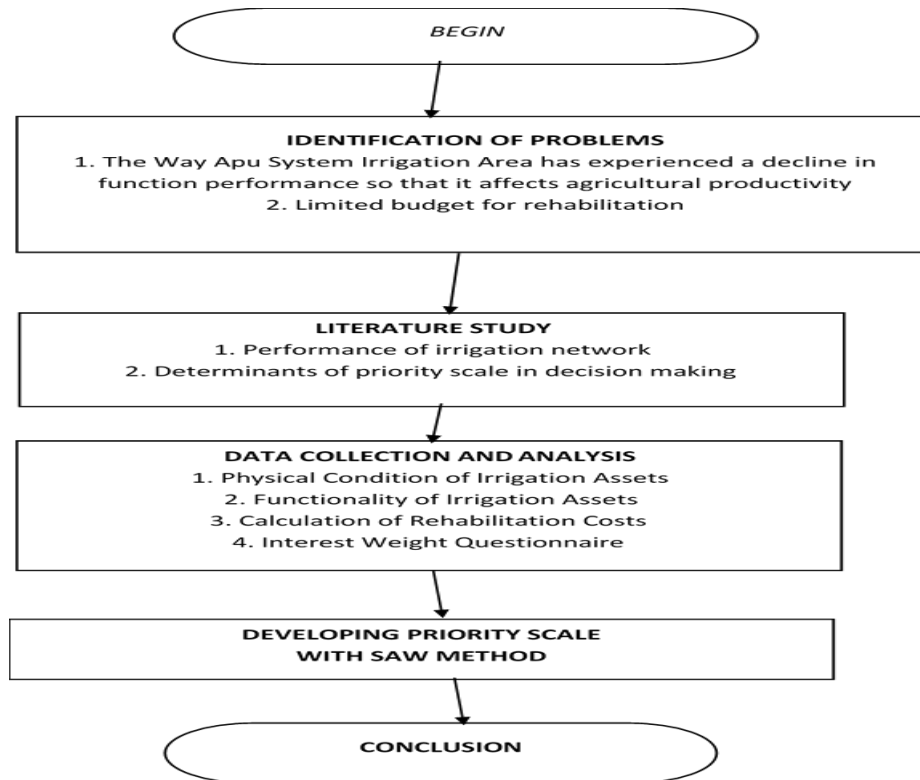 BEGIN
IDENTIFICATION OF PROBLEMS
1. The Way Apu System Irrigation Area has experienced a decline in
function performance so that it affects agricultural productivity
2. Limited budget for rehabilitation
LITERATURE STUDY
1. Performance of irrigation network
2. Determinants of priority scale in decision making
DATA COLLECTION AND ANALYSIS
1. Physical Condition of Irrigation Assets
2. Functionality of Irrigation Assets
3. Calculation of Rehabilitation Costs
4. Interest Weight Questionnaire
DEVELOPING PRIORITY SCALE
WITH SAW METHOD
CONCLUSION